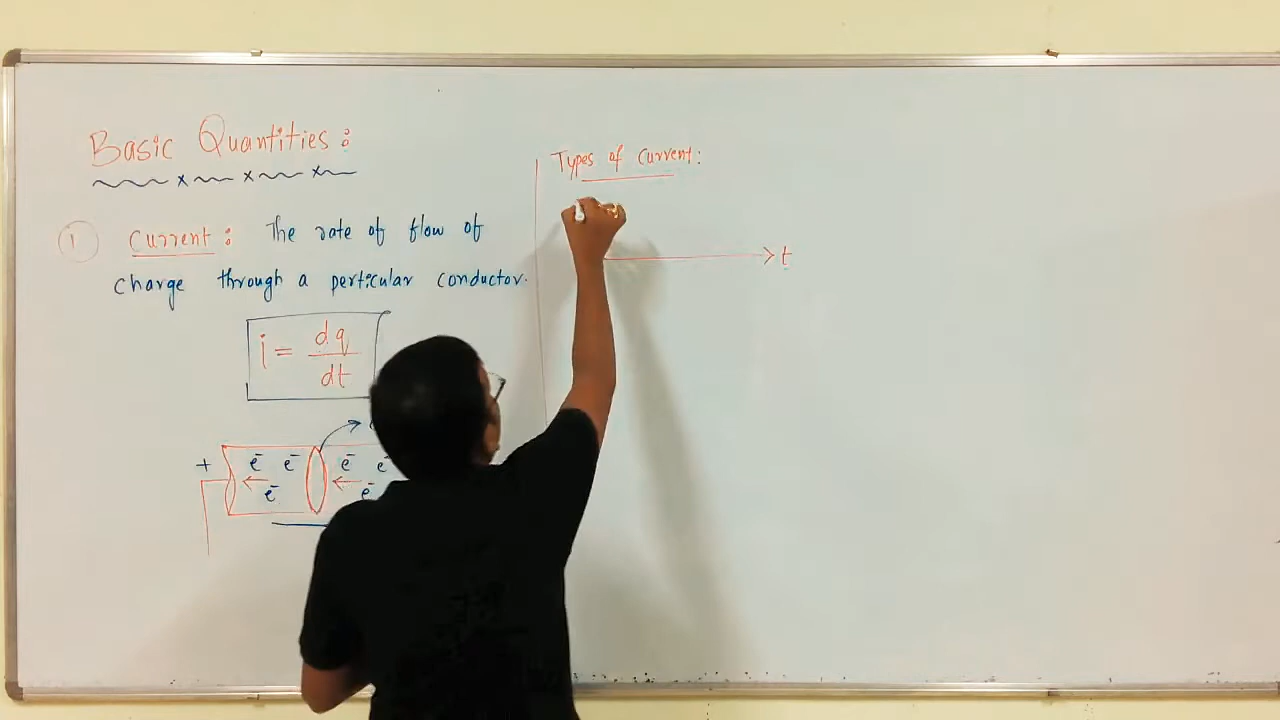 Basic Quantities:
① Current: The rate of flow of
charge through a perticular conductor.
i = dq/dt
+ e⁻ e⁻ e⁻ e⁻
e⁻ e⁻
Types of Current:
t